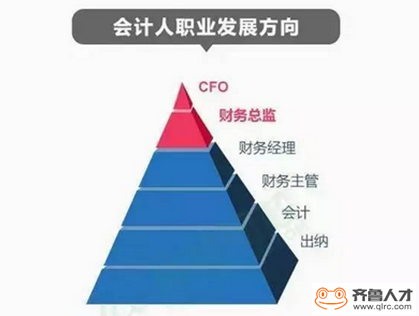 会计人职业发展方向
CFO
财务总监
财务经理
财务主管
会计
出纳
齐鲁人才
www.qlrc.com